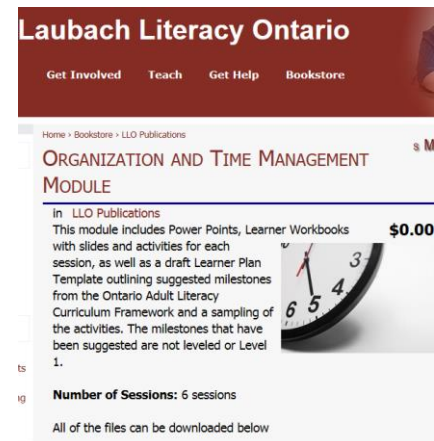 Laubach Literacy Ontario
Get Involved Teach Get Help Bookstore
Home › Bookstore › LLO Publications
ORGANIZATION AND TIME MANAGEMENT
MODULE
in LLO Publications
This module includes Power Points, Learner Workbooks
$0.00
with slides and activities for each
session, as well as a draft Learner Plan
Template outlining suggested milestones
from the Ontario Adult Literacy
Curriculum Framework and a sampling of
the activities. The milestones that have
been suggested are not leveled or Level
1.
3
4
5
6
Number of Sessions: 6 sessions
All of the files can be downloaded below